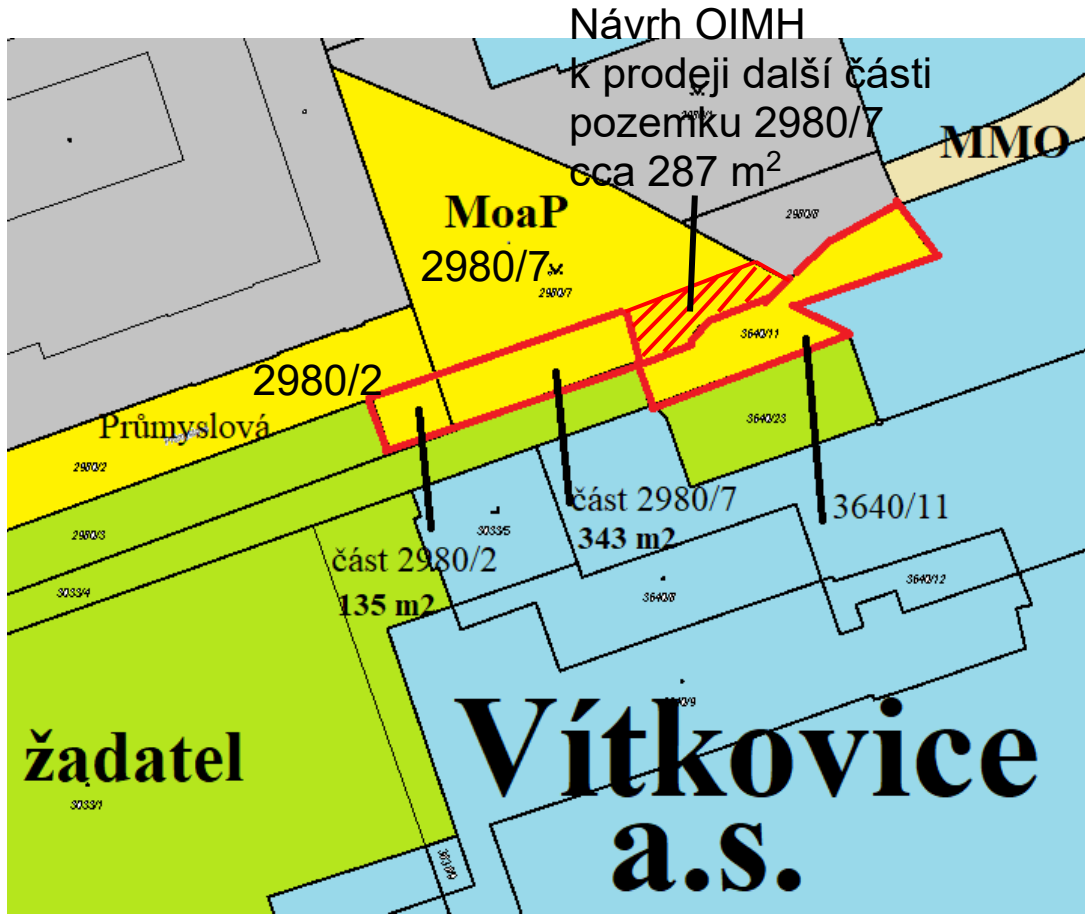 Návrh OIMH
k prodeji další části
pozemku 2980/7
cca 287 m2
MMO
2980/8
MoaP
2980/7
2980/7
3640/11
2980/2
Průmyslová
3640/23
2980/2
část 2980/7
343 m2
3640/11
2980/3
3033/5
část 2980/2
135 m2
3033/4
3640/8
3640/12
žadatel
Vítkovice
a.s.
3033/1